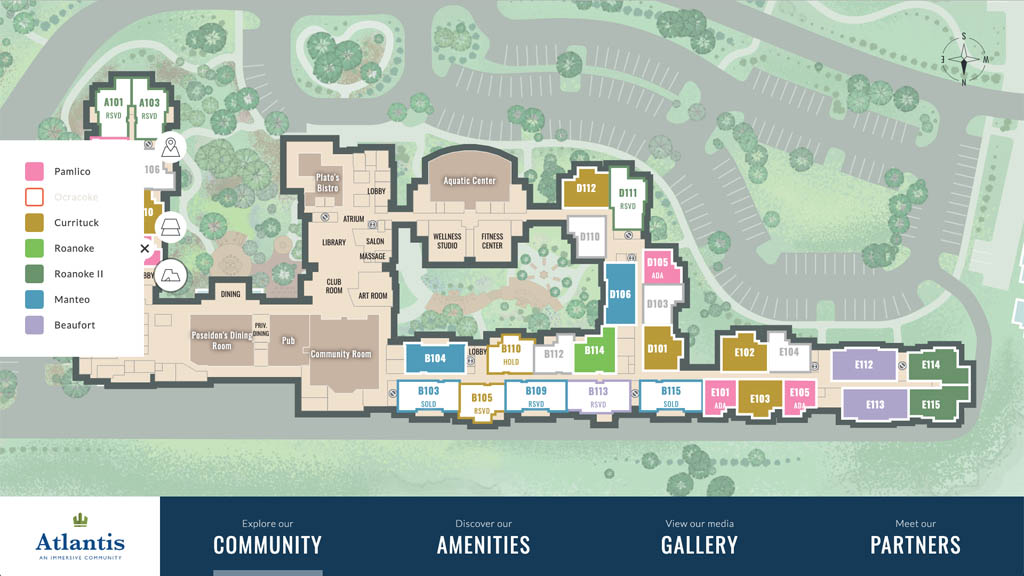 S
E
W
N
A101
RSVD
A103
RSVD
106
10
BY
Pamlico
Ocracoke
Currituck
Roanoke
Roanoke II
Manteo
Beaufort
Plato's
Bistro
LOBBY
ATRIUM
LIBRARY
SALON
MASSAGE
CLUB
ROOM
ART ROOM
Aquatic Center
WELLNESS
STUDIO
FITNESS
CENTER
DINING
Poseidon's Dining
Room
PRIV.
DINING
Pub
Community Room
D112
D111
RSVD
D110
D106
D105
ADA
D103
D101
B104
LOBBY
B110
HOLD
B112
B114
B103
SOLD
B105
RSVD
B109
RSVD
B113
RSVD
B115
SOLD
E102
E104
E112
E114
E101
ADA
E103
E105
ADA
E113
E115
Atlantis
AN IMMERSIVE COMMUNITY
Explore our
COMMUNITY
Discover our
AMENITIES
View our media
GALLERY
Meet our
PARTNERS